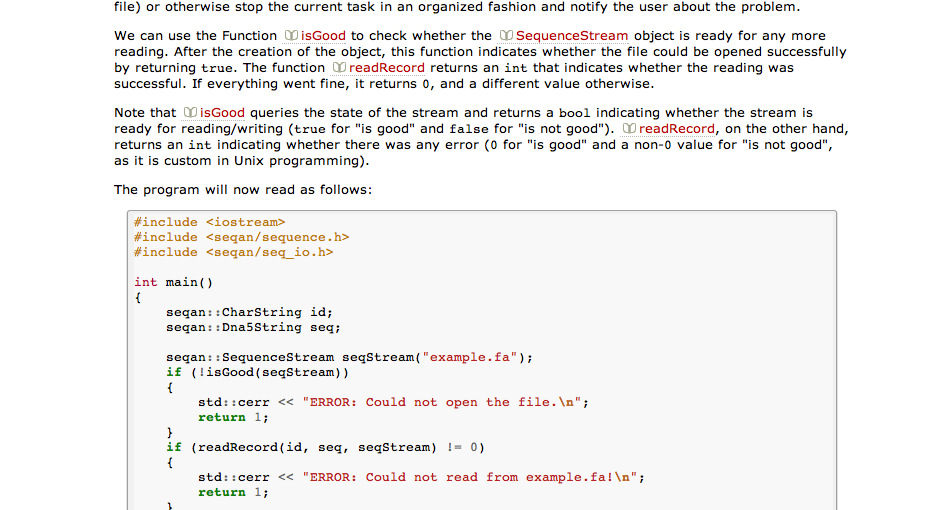 file) or otherwise stop the current task in an organized fashion and notify the user about the problem.
We can use the Function isGood to check whether the SequenceStream object is ready for any more
reading. After the creation of the object, this function indicates whether the file could be opened successfully
by returning true. The function readRecord returns an int that indicates whether the reading was
successful. If everything went fine, it returns 0, and a different value otherwise.
Note that isGood queries the state of the stream and returns a bool indicating whether the stream is
ready for reading/writing (true for "is good" and false for "is not good"). readRecord, on the other hand,
returns an int indicating whether there was any error (0 for "is good" and a non-0 value for "is not good",
as it is custom in Unix programming).
The program will now read as follows:
#include <iostream>
#include <seqan/sequence.h>
#include <seqan/seq_io.h>
int main()
{
seqan::CharString id;
seqan::Dna5String seq;
seqan::SequenceStream seqStream("example.fa");
if (!isGood(seqStream))
{
std::cerr << "ERROR: Could not open the file.\n";
return 1;
}
if (readRecord(id, seq, seqStream) != 0)
{
std::cerr << "ERROR: Could not read from example.fa!\n";
return 1;
}